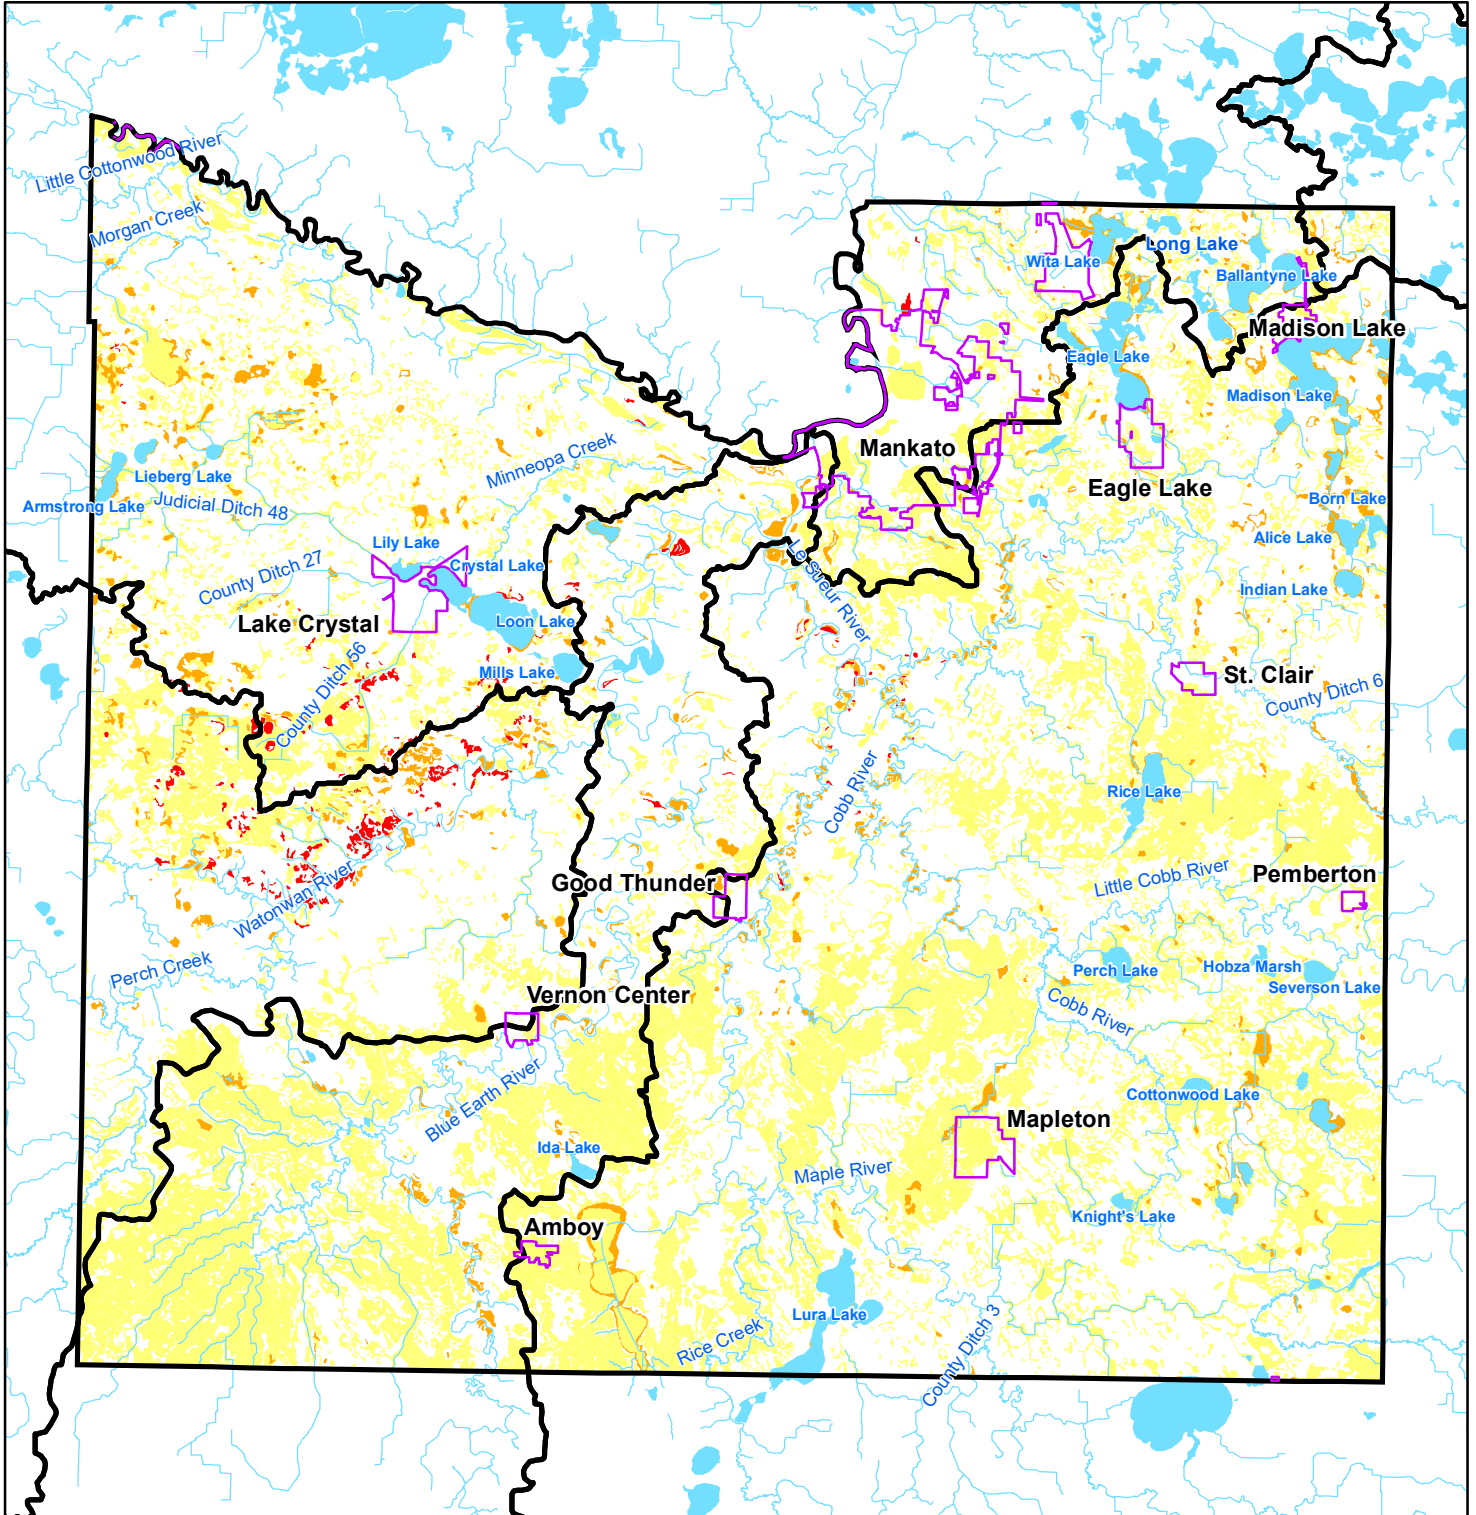 Little Cottonwood River
Morgan Creek
Long Lake
Wita Lake
Ballantyne Lake
Madison Lake
Eagle Lake
Madison Lake
Mankato
Minneopa Creek
Lieberg Lake
Eagle Lake
Armstrong Lake
Judicial Ditch 48
Born Lake
Alice Lake
Lily Lake
Crystal Lake
County Ditch 27
Le Sueur River
Indian Lake
Lake Crystal
Loon Lake
Mills Lake
County Ditch 56
St. Clair
County Ditch 6
Rice Lake
Cobb River
Good Thunder
Little Cobb River
Pemberton
Watonwan River
Perch Creek
Perch Lake
Hobza Marsh
Severson Lake
Vernon Center
Cobb River
Blue Earth River
Cottonwood Lake
Mapleton
Ida Lake
Maple River
Knight's Lake
Amboy
Lura Lake
Rice Creek
County Ditch 3